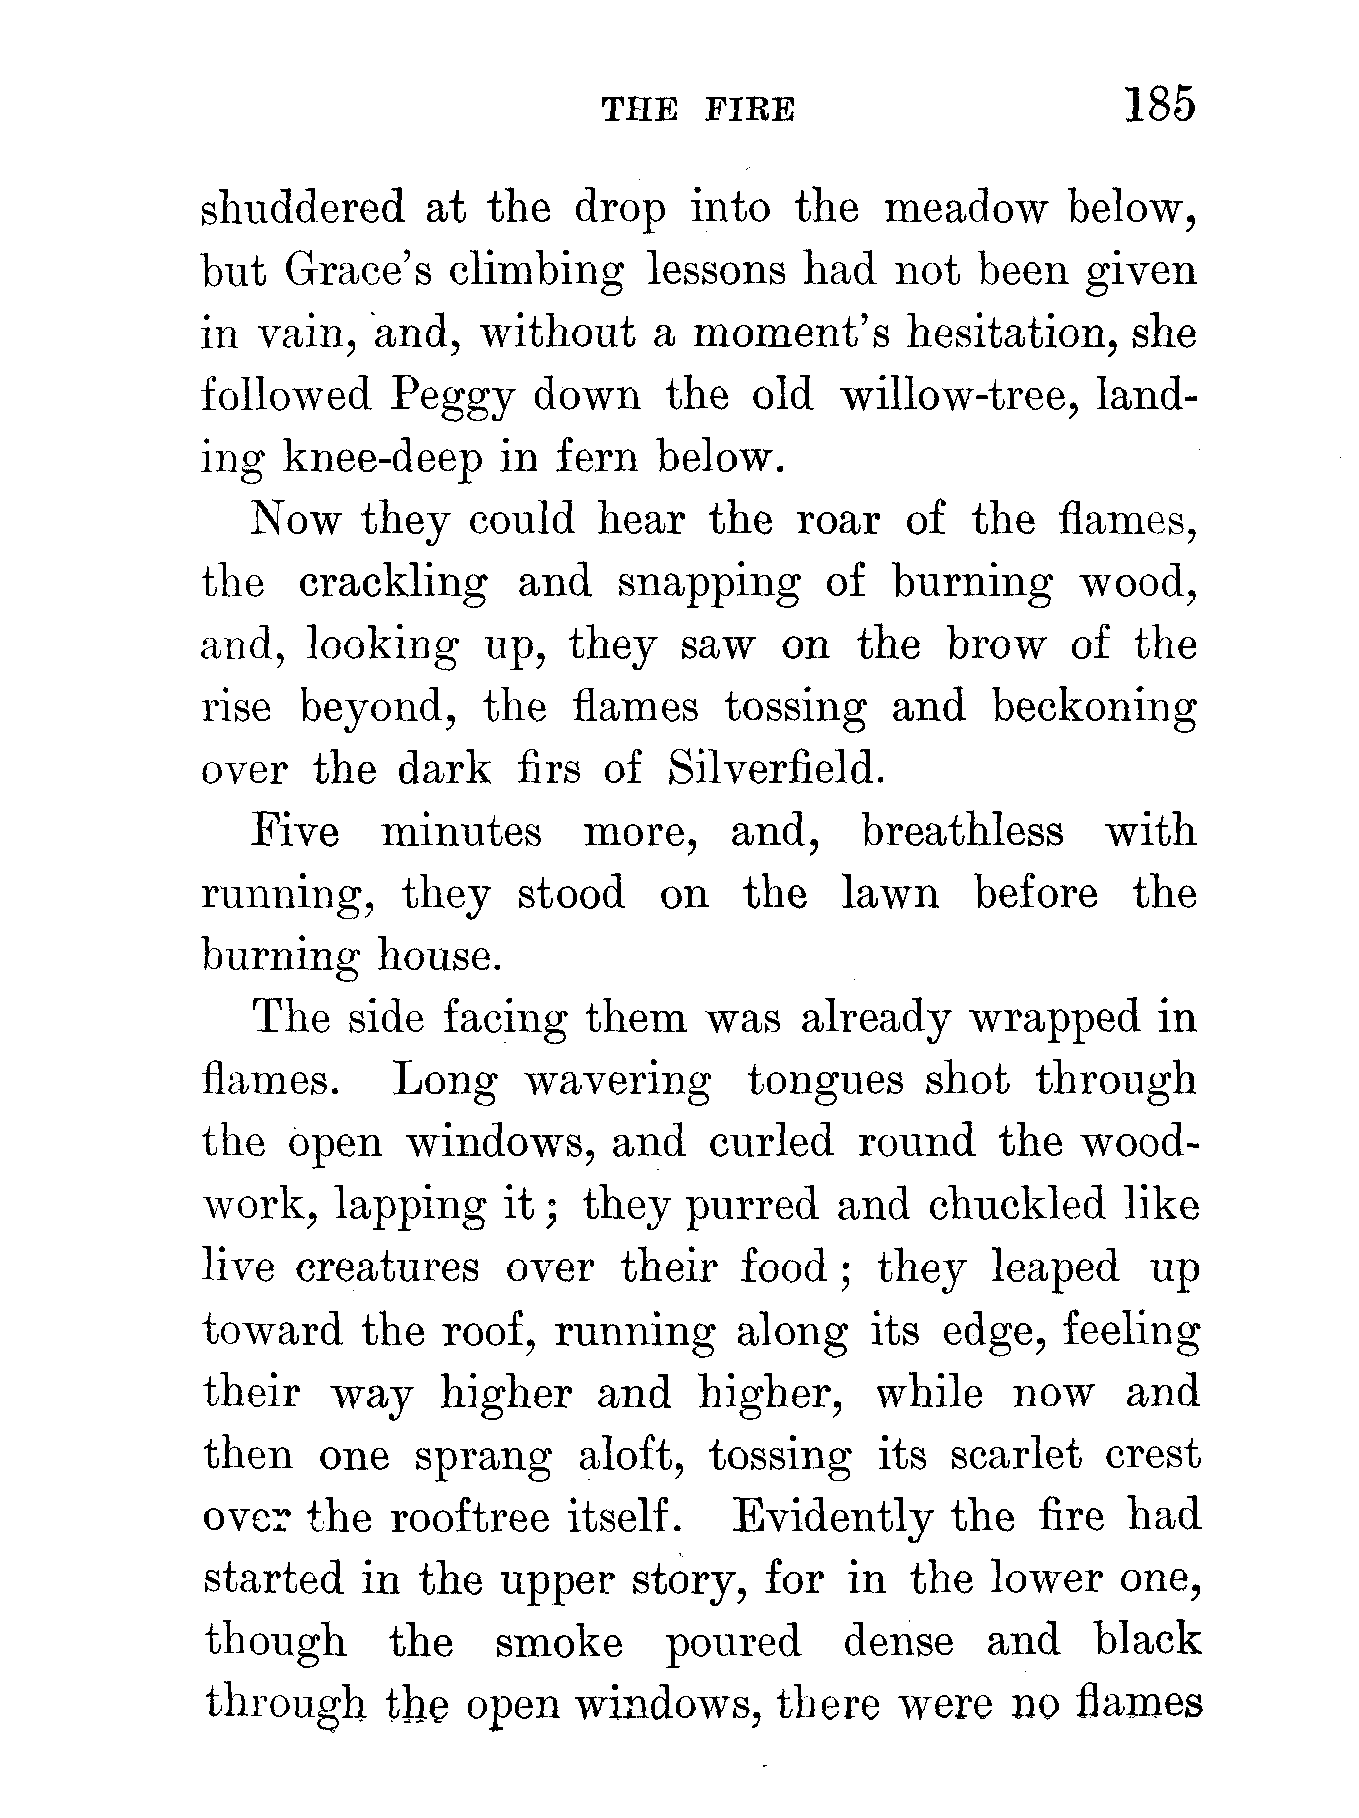 THE FIRE 185
shuddered at the drop into the meadow below,
but Grace's climbing lessons had not been given
in vain, and, without a moment's hesitation, she
followed Peggy down the old willow-tree, land-
ing knee-deep in fern below.
Now they could hear the roar of the flames,
the crackling and snapping of burning wood,
and, looking up, they saw on the brow of the
rise beyond, the flames tossing and beckoning
over the dark firs of Silverfield.
Five minutes more, and, breathless with
running, they stood on the lawn before the
burning house.
The side facing them was already wrapped in
flames. Long wavering tongues shot through
the open windows, and curled round the wood-
work, lapping it; they purred and chuckled like
live creatures over their food; they leaped up
toward the roof, running along its edge, feeling
their way higher and higher, while now and
then one sprang aloft, tossing its scarlet crest
over the rooftree itself. Evidently the fire had
started in the upper story, for in the lower one,
though the smoke poured dense and black
through the open windows, there were no flames